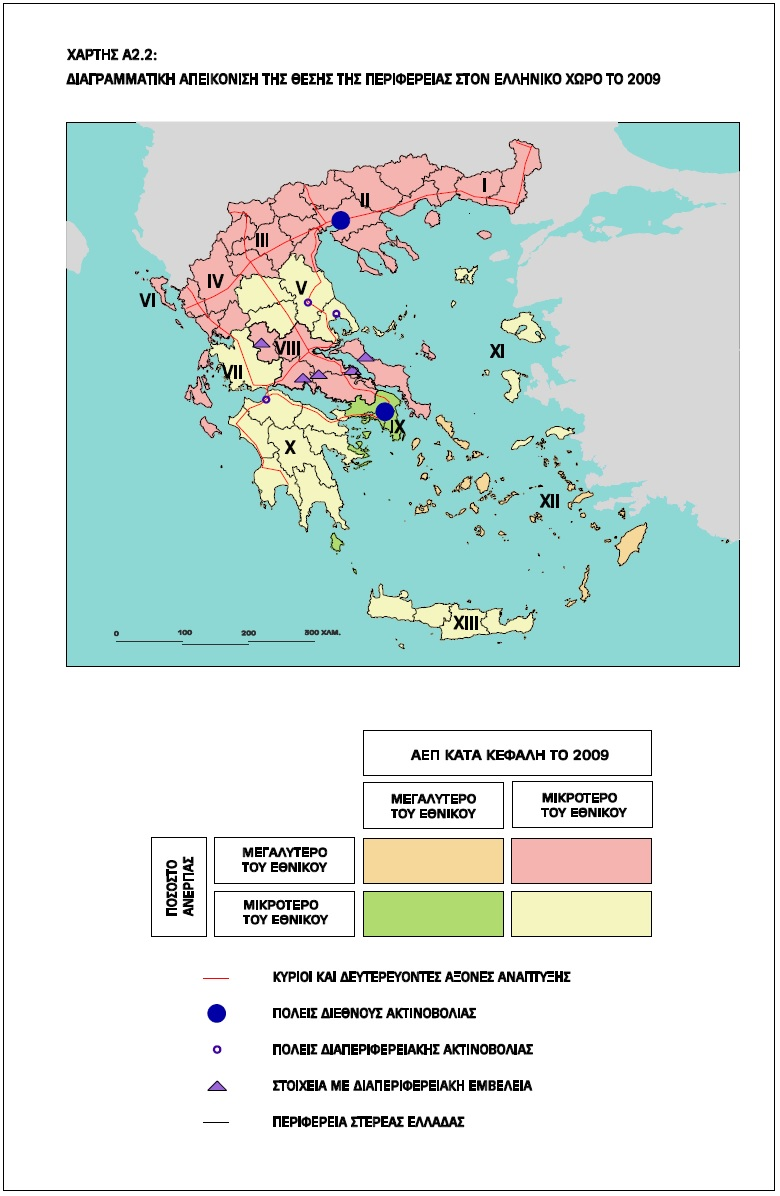 ΧΑΡΤΗΣ Α2.2:
ΔΙΑΓΡΑΜΜΑΤΙΚΗ ΑΠΕΙΚΟΝΙΣΗ ΤΗΣ ΘΕΣΗΣ ΤΗΣ ΠΕΡΙΦΕΡΕΙΑΣ ΣΤΟΝ ΕΛΛΗΝΙΚΟ ΧΩΡΟ ΤΟ 2009
I
II
III
IV
V
VI
VIII
XI
VII
IX
X
XII
XIII
0 100 200 300 ΧΛΜ.
ΑΕΠ ΚΑΤΑ ΚΕΦΑΛΗ ΤΟ 2009
ΜΕΓΑΛΥΤΕΡΟ
ΤΟΥ ΕΘΝΙΚΟΥ
ΜΙΚΡΟΤΕΡΟ
ΤΟΥ ΕΘΝΙΚΟΥ
ΠΟΣΟΣΤΟ
ΑΝΕΡΓΙΑΣ
ΜΕΓΑΛΥΤΕΡΟ
ΤΟΥ ΕΘΝΙΚΟΥ
ΜΙΚΡΟΤΕΡΟ
ΤΟΥ ΕΘΝΙΚΟΥ
ΚΥΡΙΟΙ ΚΑΙ ΔΕΥΤΕΡΕΥΟΝΤΕΣ ΑΞΟΝΕΣ ΑΝΑΠΤΥΞΗΣ
ΠΟΛΕΙΣ ΔΙΕΘΝΟΥΣ ΑΚΤΙΝΟΒΟΛΙΑΣ
ΠΟΛΕΙΣ ΔΙΑΠΕΡΙΦΕΡΕΙΑΚΗΣ ΑΚΤΙΝΟΒΟΛΙΑΣ
ΣΤΟΙΧΕΙΑ ΜΕ ΔΙΑΠΕΡΙΦΕΡΕΙΑΚΗ ΕΜΒΕΛΕΙΑ
ΠΕΡΙΦΕΡΕΙΑ ΣΤΕΡΕΑΣ ΕΛΛΑΔΑΣ